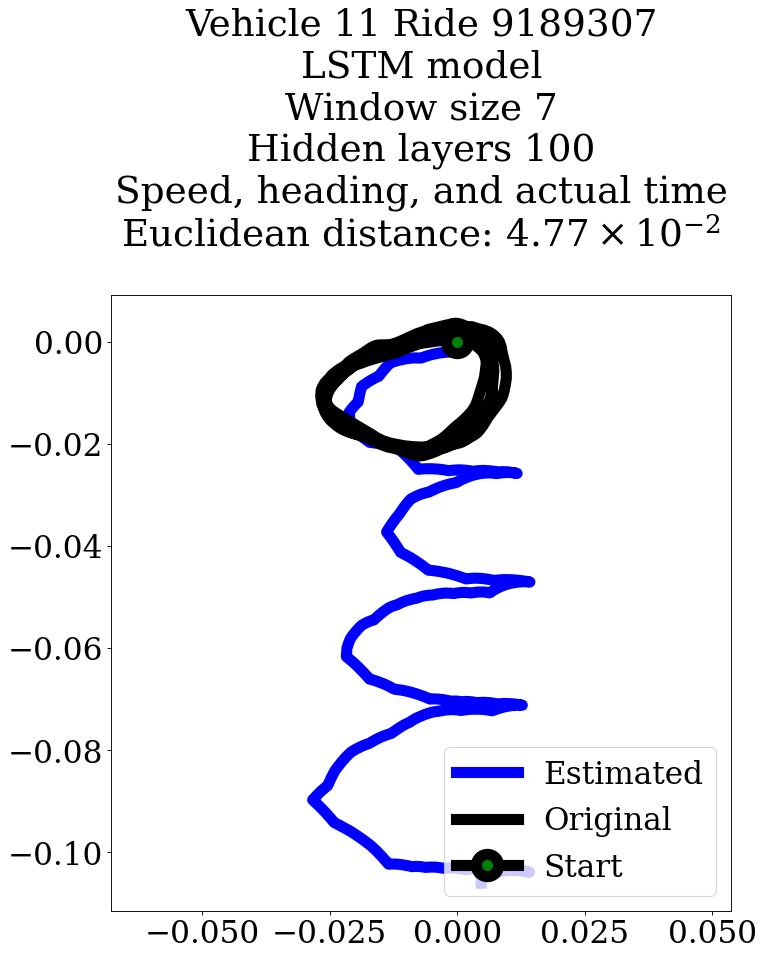 Vehicle 11 Ride 9189307
LSTM model
Window size 7
Hidden layers 100
Speed, heading, and actual time
Euclidean distance: 4.77 × 10⁻²
0.00
−0.02
−0.04
−0.06
−0.08
−0.10
Estimated
Original
Start
−0.050 −0.025 0.000 0.025 0.050